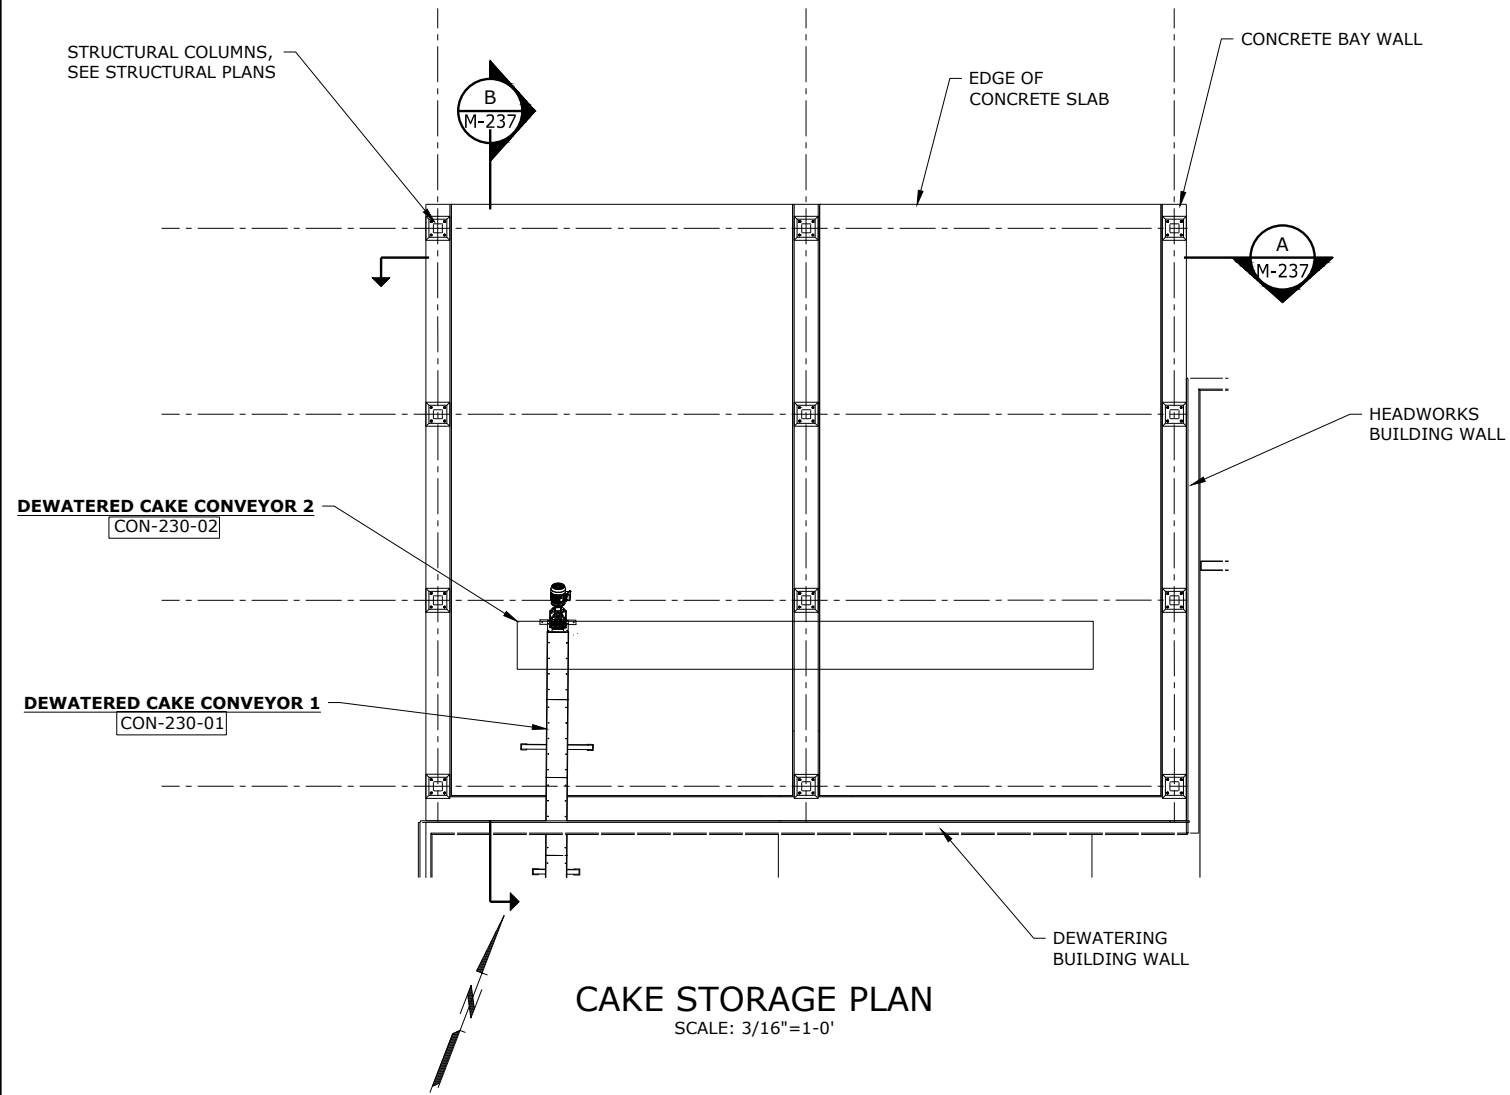 STRUCTURAL COLUMNS,
SEE STRUCTURAL PLANS
B
M-237
EDGE OF
CONCRETE SLAB
CONCRETE BAY WALL
A
M-237
HEADWORKS
BUILDING WALL
DEWATERED CAKE CONVEYOR 2
CON-230-02
DEWATERED CAKE CONVEYOR 1
CON-230-01
DEWATERING
BUILDING WALL
N
CAKE STORAGE PLAN
SCALE: 3/16"=1-0'